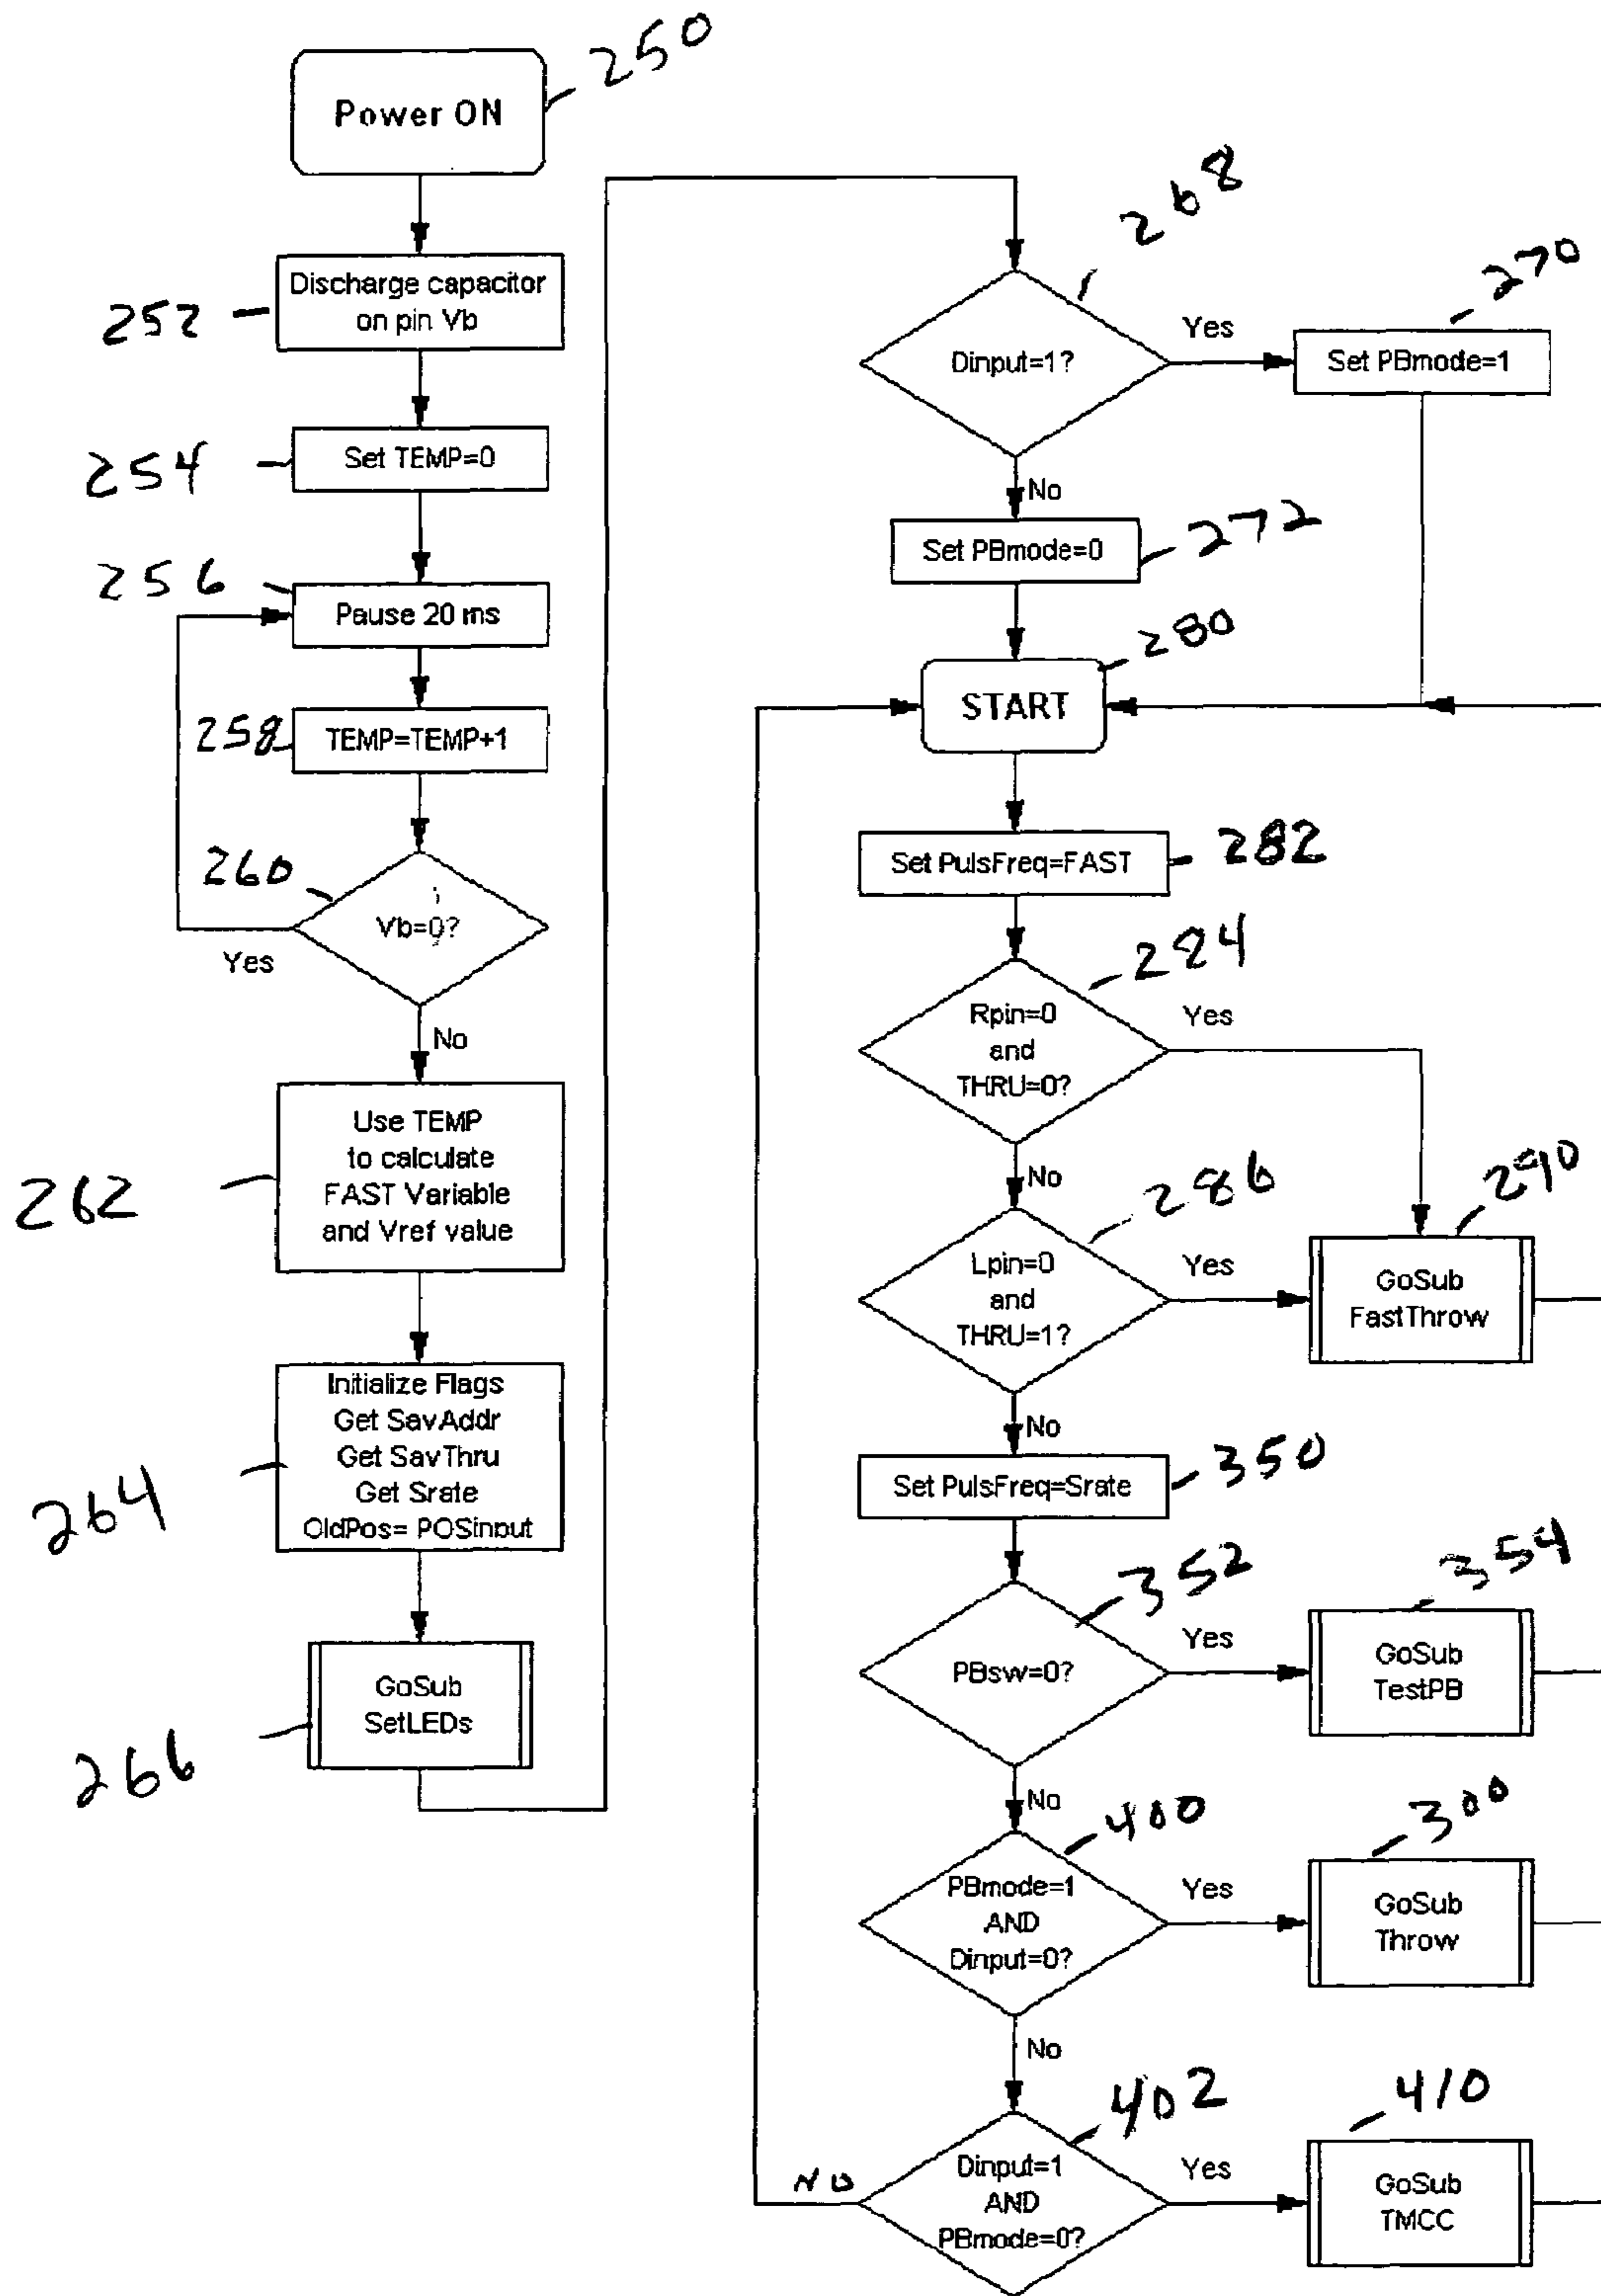 250
Power ON
252
Discharge capacitor
on pin Vb
254
Set TEMP=0
256
Pause 20 ms
258
TEMP=TEMP+1
260
Vb=0?
Yes
No
262
Use TEMP
to calculate
FAST Variable
and Vref value
264
Initialize Flags
Get SavAddr
Get SavThru
Get Srate
OldPos= POSinput
266
GoSub
SetLEDs
268
Dinput=1?
Yes
270
Set PBmode=1
No
Set PBmode=0
272
280
START
Set PulsFreq=FAST
282
284
Rpin=0
and
THRU=0?
Yes
No
286
Lpin=0
and
THRU=1?
Yes
290
GoSub
FastThrow
No
Set PulsFreq=Srate
350
352
PBsw=0?
Yes
354
GoSub
TestPB
No
400
PBmode=1
AND
Dinput=0?
Yes
300
GoSub
Throw
No
402
Dinput=1
AND
PBmode=0?
NO
Yes
410
GoSub
TMCC